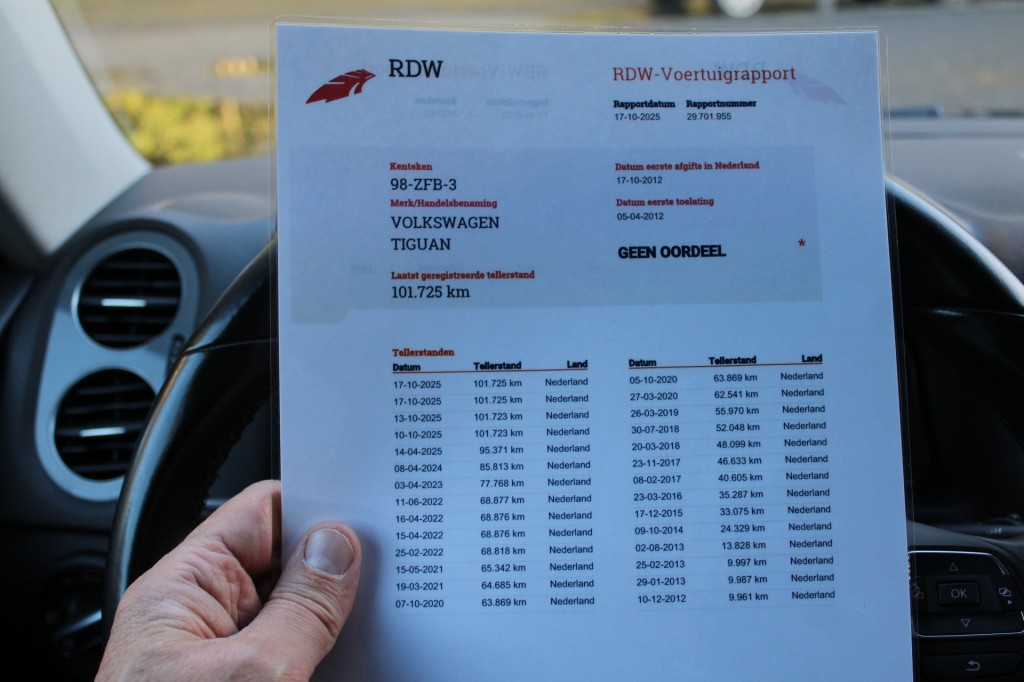 RDW
RDW-Voertuigrapport
Rapportdatum Rapportnummer
17-10-2025 29.701.955
Kenteken
98-ZFB-3
Merk/Handelsbenaming
VOLKSWAGEN
TIGUAN
Laatst geregistreerde tellerstand
101.725 km
Datum eerste afgifte in Nederland
17-10-2012
Datum eerste toelating
05-04-2012
GEEN OORDEEL *
Tellerstanden
Datum Tellerstand Land
17-10-2025 101.725 km Nederland
17-10-2025 101.725 km Nederland
13-10-2025 101.723 km Nederland
10-10-2025 101.723 km Nederland
14-04-2025 95.371 km Nederland
08-04-2024 85.813 km Nederland
03-04-2023 77.768 km Nederland
11-06-2022 68.877 km Nederland
16-04-2022 68.876 km Nederland
15-04-2022 68.876 km Nederland
25-02-2022 68.818 km Nederland
15-05-2021 65.342 km Nederland
19-03-2021 64.685 km Nederland
07-10-2020 63.869 km Nederland
Datum Tellerstand Land
05-10-2020 63.869 km Nederland
27-03-2020 62.541 km Nederland
26-03-2019 55.970 km Nederland
30-07-2018 52.048 km Nederland
20-03-2018 48.099 km Nederland
23-11-2017 46.633 km Nederland
08-02-2017 40.605 km Nederland
23-03-2016 35.287 km Nederland
17-12-2015 33.075 km Nederland
09-10-2014 24.329 km Nederland
02-08-2013 13.828 km Nederland
25-02-2013 9.997 km Nederland
29-01-2013 9.987 km Nederland
10-12-2012 9.961 km Nederland
OK